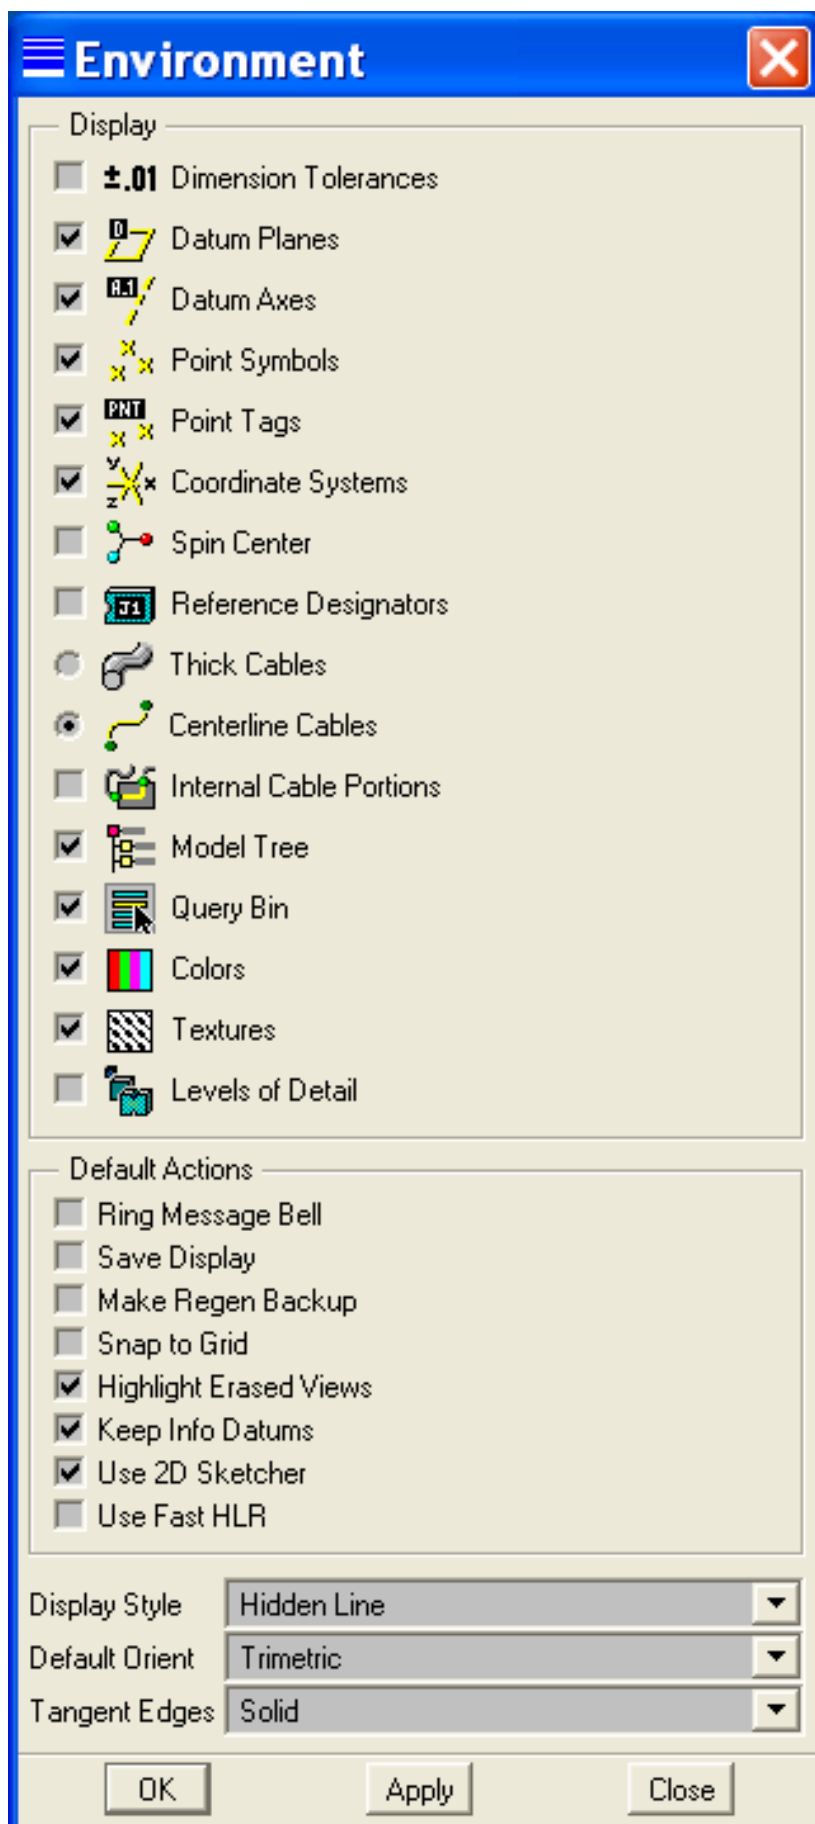 Environment
Display
±.01 Dimension Tolerances
D Datum Planes
A.1 Datum Axes
Point Symbols
PNT Point Tags
Y X Z Coordinate Systems
Spin Center
J1 Reference Designators
Thick Cables
Centerline Cables
Internal Cable Portions
Model Tree
Query Bin
Colors
Textures
Levels of Detail
Default Actions
Ring Message Bell
Save Display
Make Regen Backup
Snap to Grid
Highlight Erased Views
Keep Info Datums
Use 2D Sketcher
Use Fast HLR
Display Style Hidden Line
Default Orient Trimetric
Tangent Edges Solid
OK Apply Close